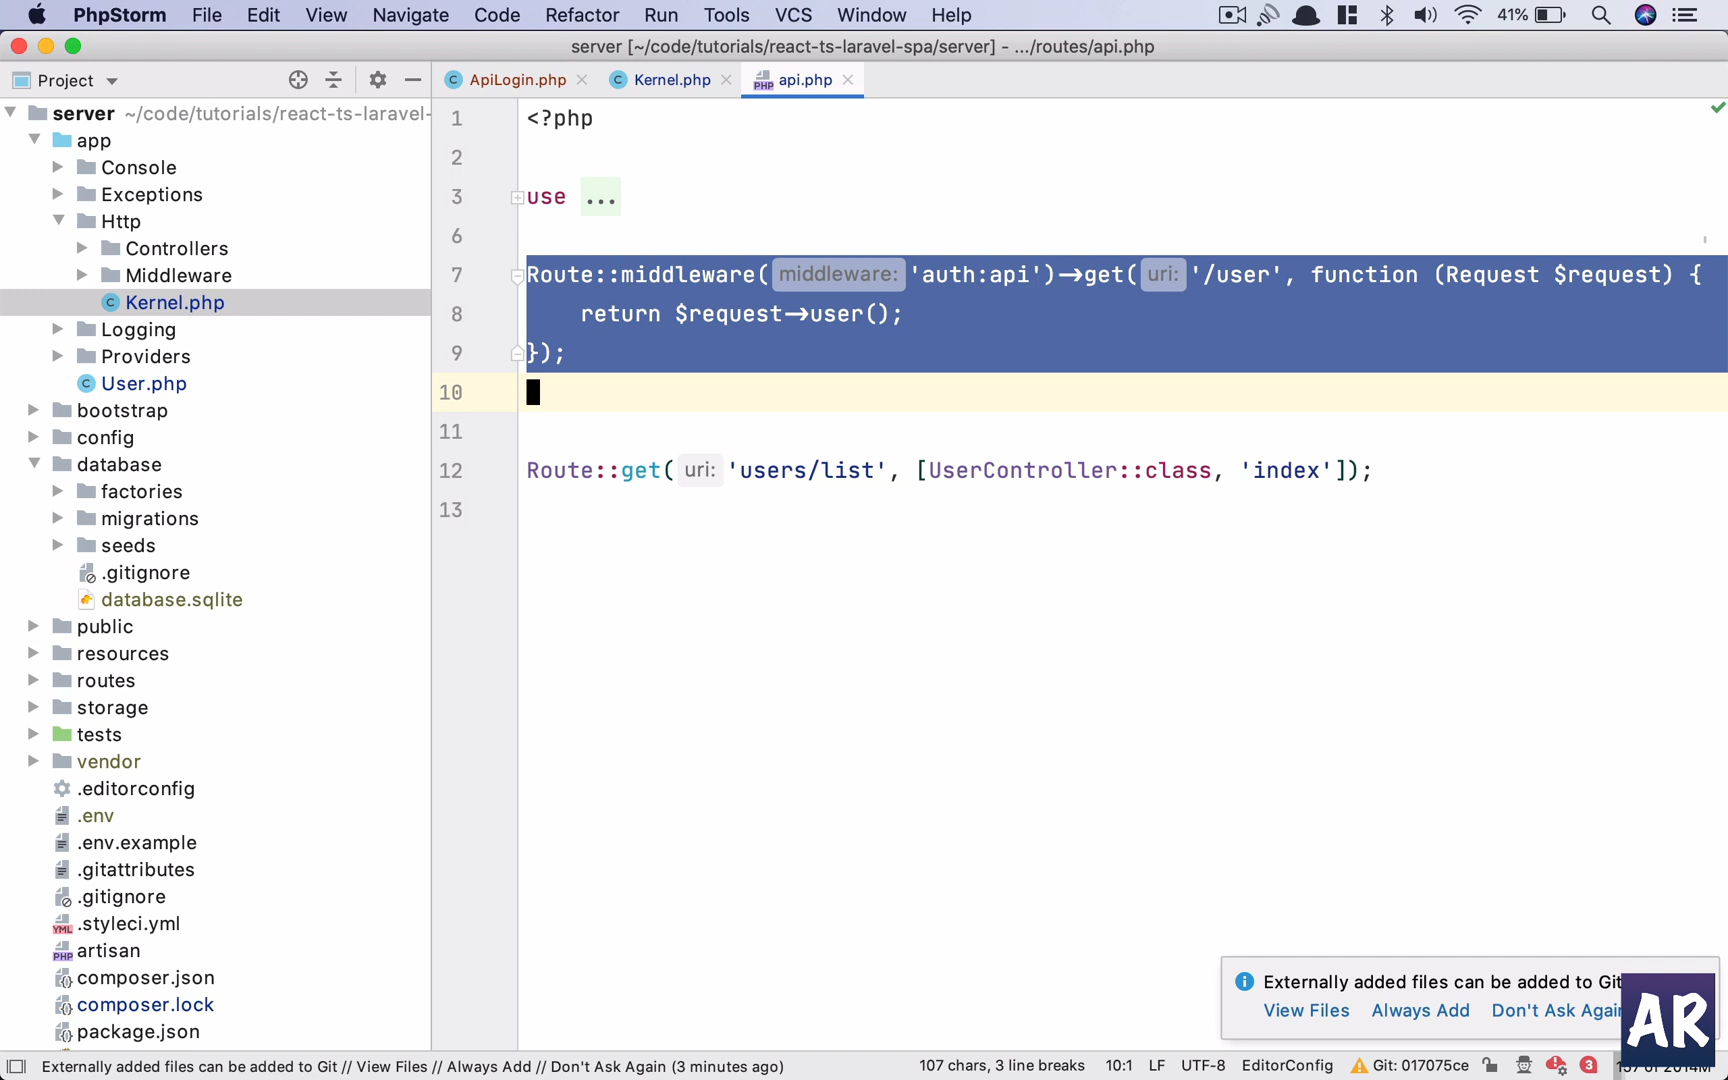 PhpStorm File Edit View Navigate Code Refactor Run Tools VCS Window Help 41%
server [~/code/tutorials/react-ts-laravel-spa/server] - .../routes/api.php
Project
ApiLogin.php Kernel.php api.php
server ~/code/tutorials/react-ts-laravel-
app
Console
Exceptions
Http
Controllers
Middleware
Kernel.php
Logging
Providers
User.php
bootstrap
config
database
factories
migrations
seeds
.gitignore
database.sqlite
public
resources
routes
storage
tests
vendor
.editorconfig
.env
.env.example
.gitattributes
.gitignore
.styleci.yml
artisan
composer.json
composer.lock
package.json
1 <?php
2
3 use ...
6
7 Route::middleware( middleware: 'auth:api')->get( uri: '/user', function (Request $request) {
8 return $request->user();
9 });
10
11
12 Route::get( uri: 'users/list', [UserController::class, 'index']);
13
Externally added files can be added to Git
View Files Always Add Don't Ask Again
AR
Externally added files can be added to Git // View Files // Always Add // Don't Ask Again (3 minutes ago) 107 chars, 3 line breaks 10:1 LF UTF-8 EditorConfig Git: 017075ce 3